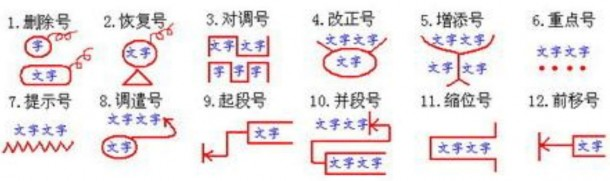 1.删除号 2.恢复号 3.对调号 4.改正号 5.增添号 6.重点号
字 文字 文字文字 文字文字 文字文字 文字文字
文字 字字字 文字 文字文字
7.提示号 8.调遣号 9.起段号 10.并段号 11.缩位号 12.前移号
文字文字 文字文字 文字 文字文字 文字文字 文字
文字 文字文字